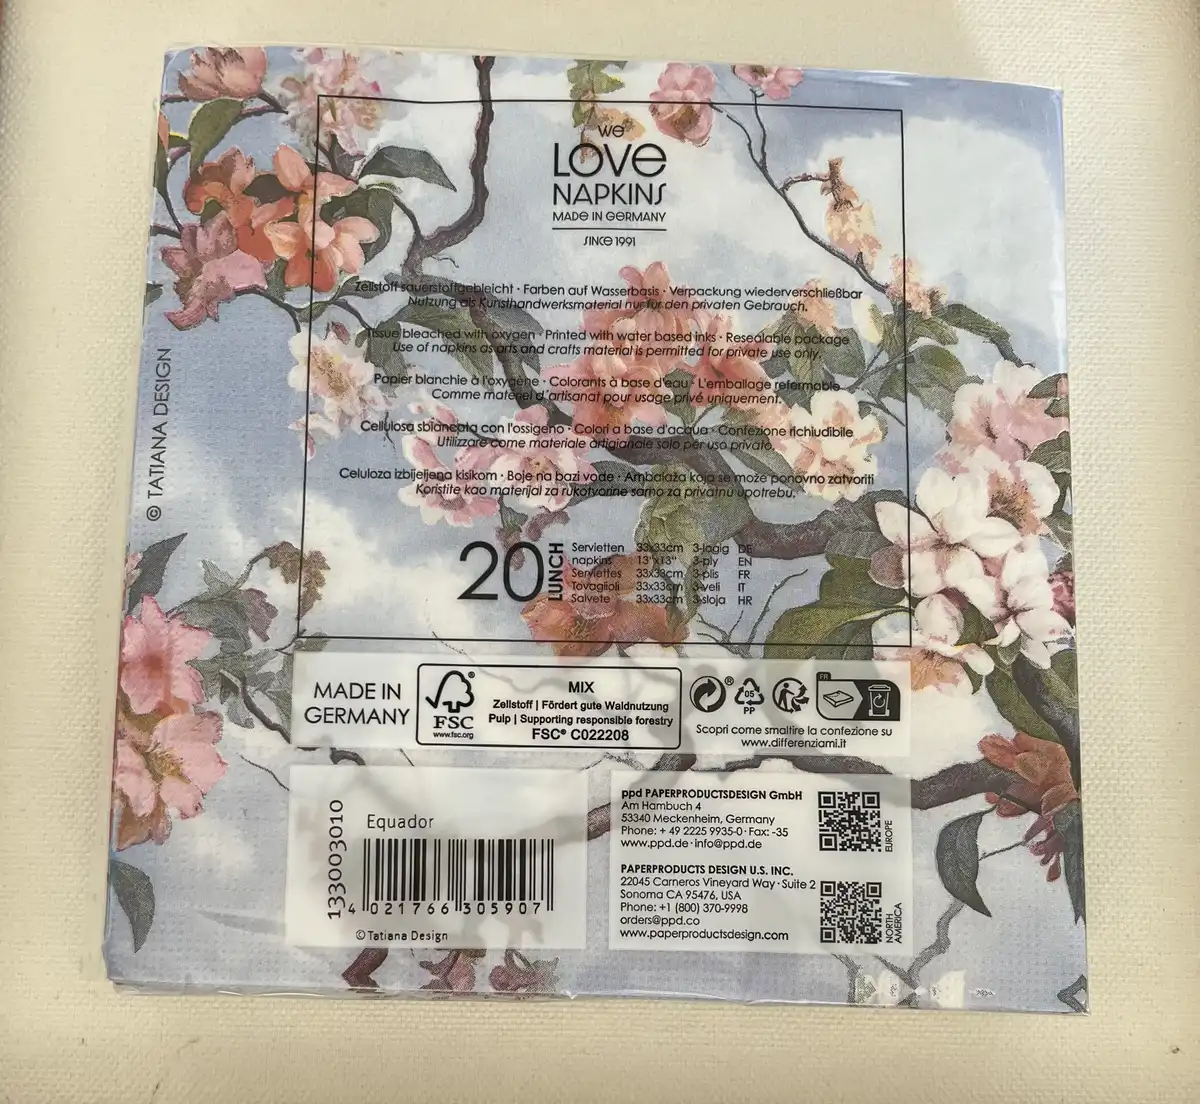 we
LOVE
NAPKINS
MADE IN GERMANY
SINCE 1991
Zellstoff sauerstoffgebleicht · Farben auf Wasserbasis · Verpackung wiederverschließbar
Nutzung als Kunsthandwerksmaterial nur für den privaten Gebrauch.
Tissue bleached with oxygen · Printed with water based inks · Resealable package
Use of napkins as arts and crafts material is permitted for private use only.
Papier blanchie à l'oxygène · Colorants à base d'eau · L'emballage refermable
Comme matériel d'artisanat pour usage privé uniquement.
Cellulosa sbiancata con l'ossigeno · Colori a base d'acqua · Confezione richiudibile
Utilizzare come materiale artigianale solo per uso privato.
Celuloza izbijeljena kisikom · Boje na bazi vode · Ambalaža koja se može ponovno zatvoriti
Koristite kao materijal za rukotvorine samo za privatnu upotrebu.
© TATIANA DESIGN
20 LUNCH
Servietten 33x33cm 3-lagig DE
napkins 13"x13" 3-ply EN
Serviettes 33x33cm 3-plis FR
Tovaglioli 33x33cm 3-veli IT
Salvete 33x33cm 3-sloja HR
MADE IN
GERMANY
FSC®
www.fsc.org
MIX
Zellstoff | Fördert gute Waldnutzung
Pulp | Supporting responsible forestry
FSC® C022208
®
05
PP
FR
Scopri come smaltire la confezione su
www.differenziami.it
133003010
Equador
4 021766 305907
© Tatiana Design
ppd PAPERPRODUCTSDESIGN GmbH
Am Hambuch 4
53340 Meckenheim, Germany
Phone: + 49 2225 9935-0 · Fax: -35
www.ppd.de · info@ppd.de
EUROPE
PAPERPRODUCTS DESIGN U.S. INC.
22045 Carneros Vineyard Way · Suite 2
Sonoma CA 95476, USA
Phone: +1 (800) 370-9998
orders@ppd.co
www.paperproductsdesign.com
NORTH
AMERICA